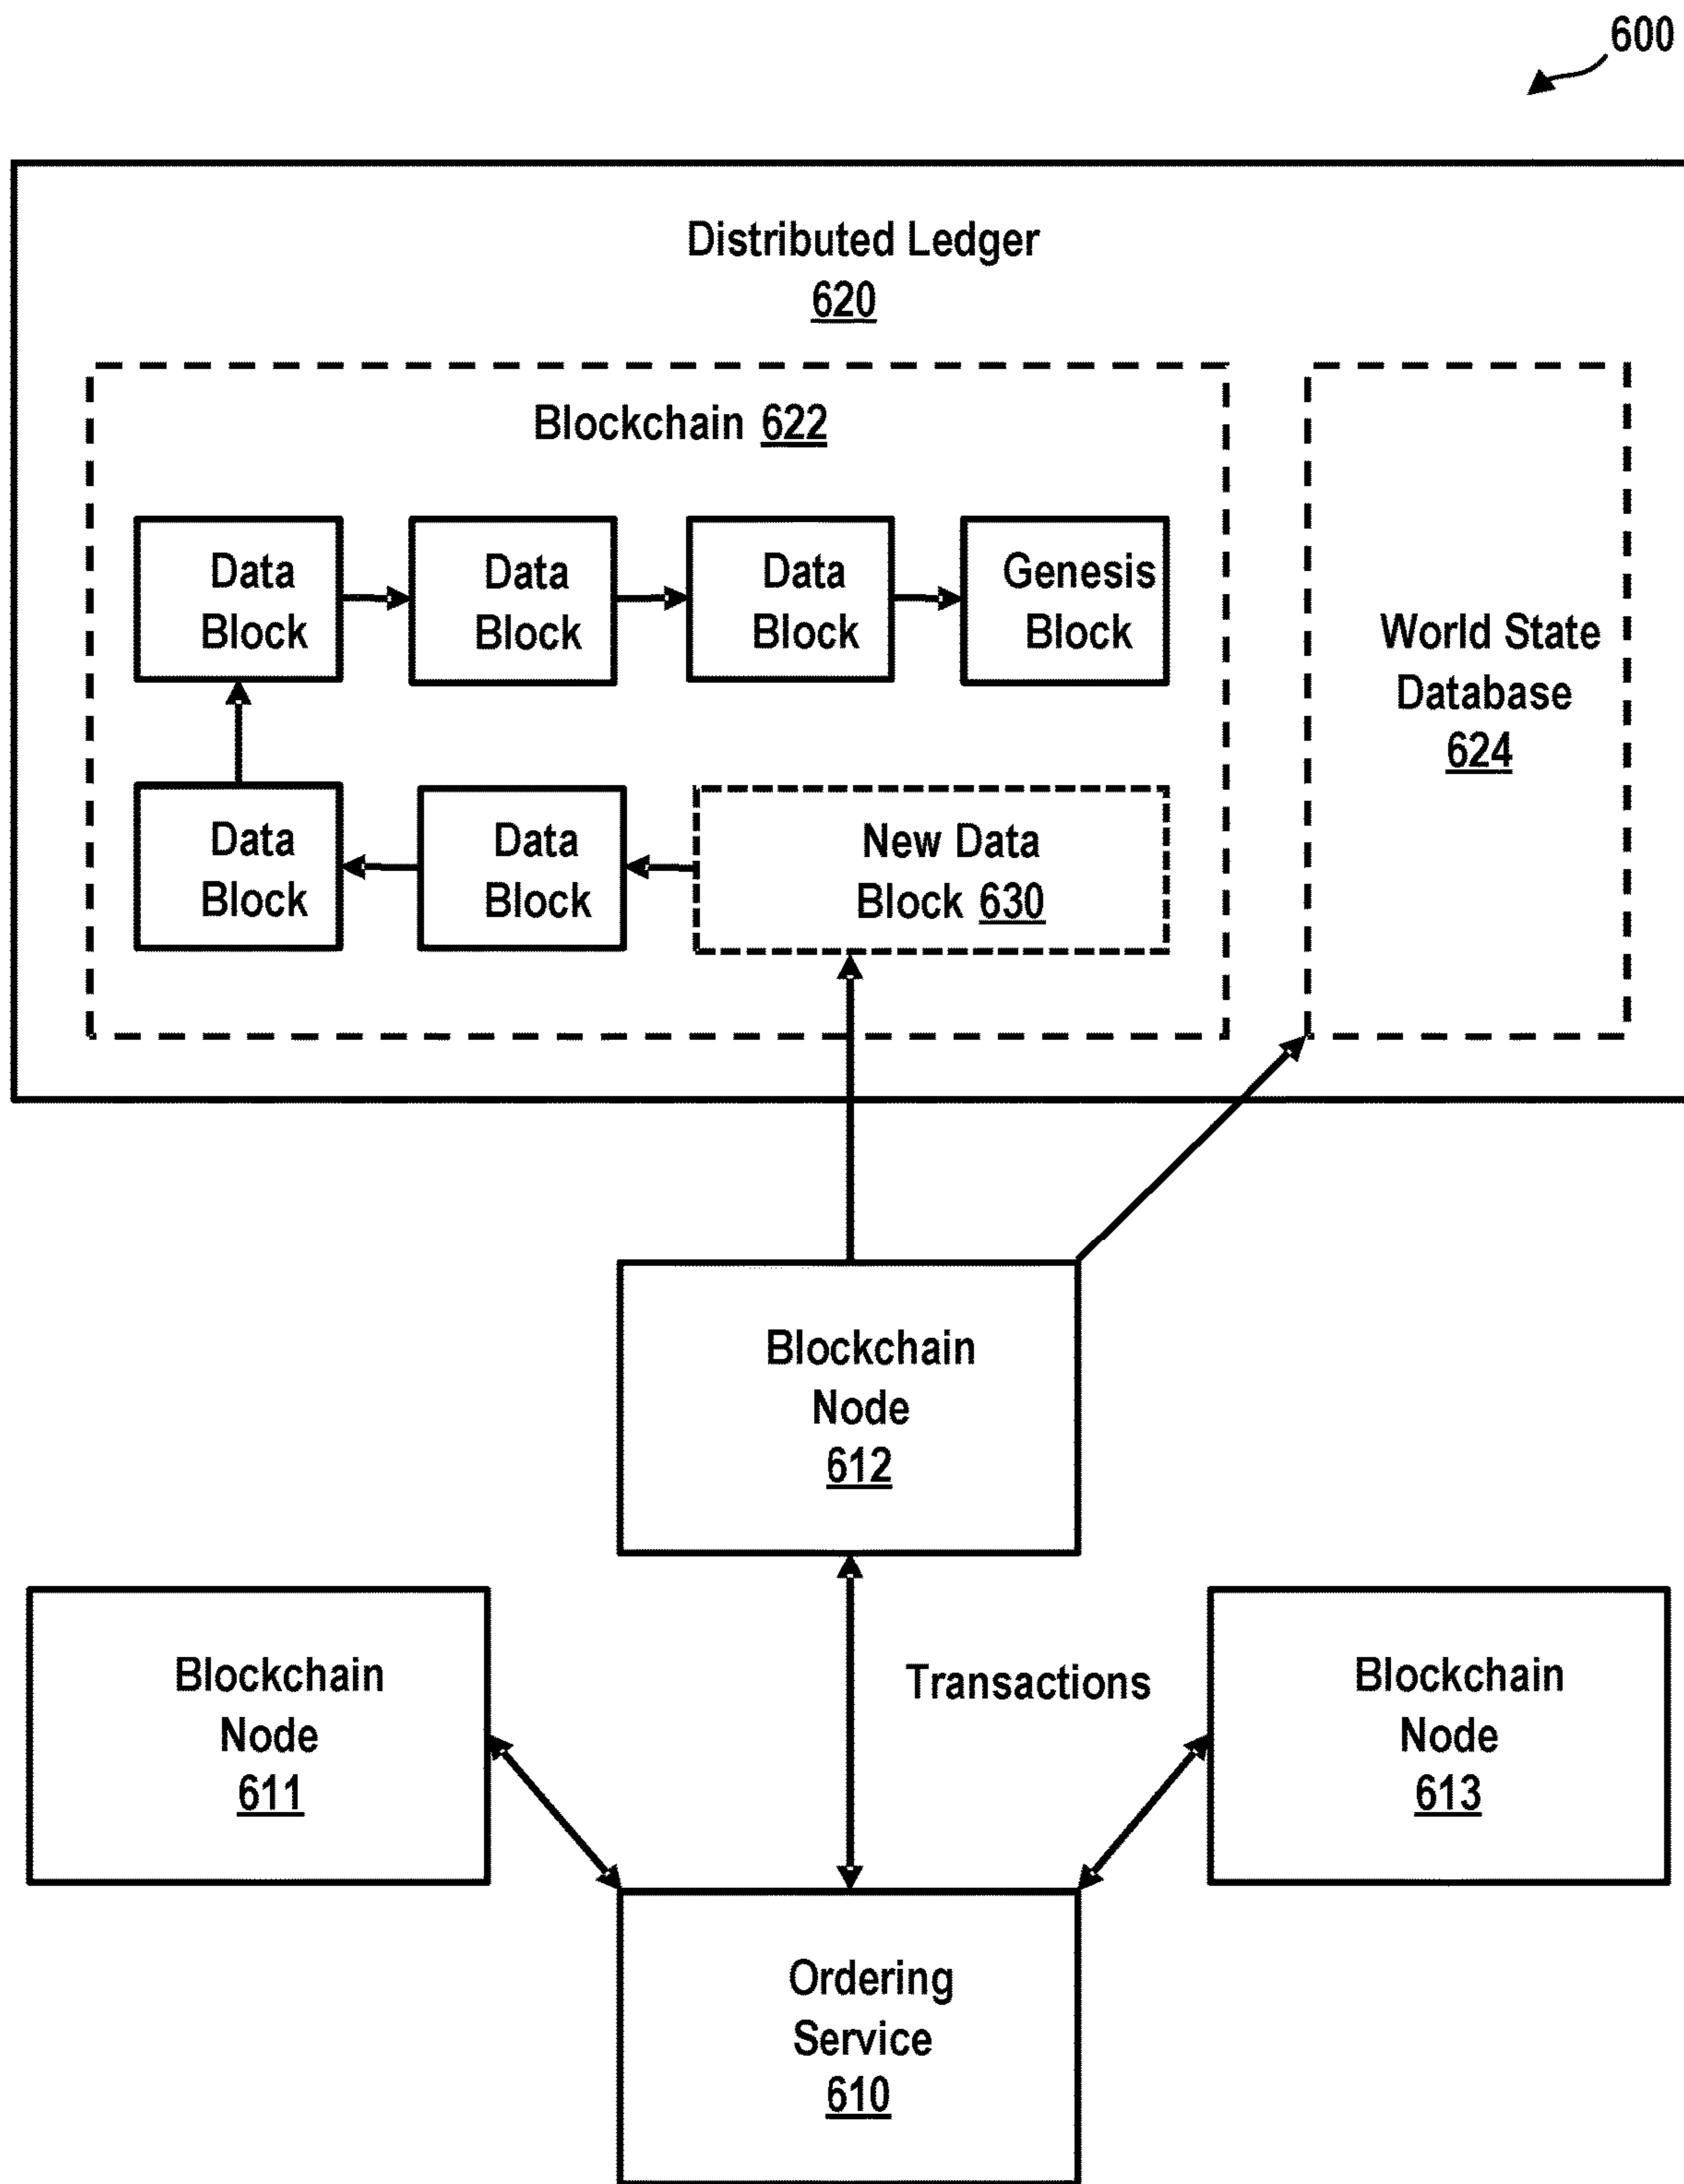 600
Distributed Ledger
620
Blockchain 622
Data
Block
Data
Block
Data
Block
Genesis
Block
World State
Database
624
Data
Block
Data
Block
New Data
Block 630
Blockchain
Node
612
Blockchain
Node
611
Transactions
Blockchain
Node
613
Ordering
Service
610